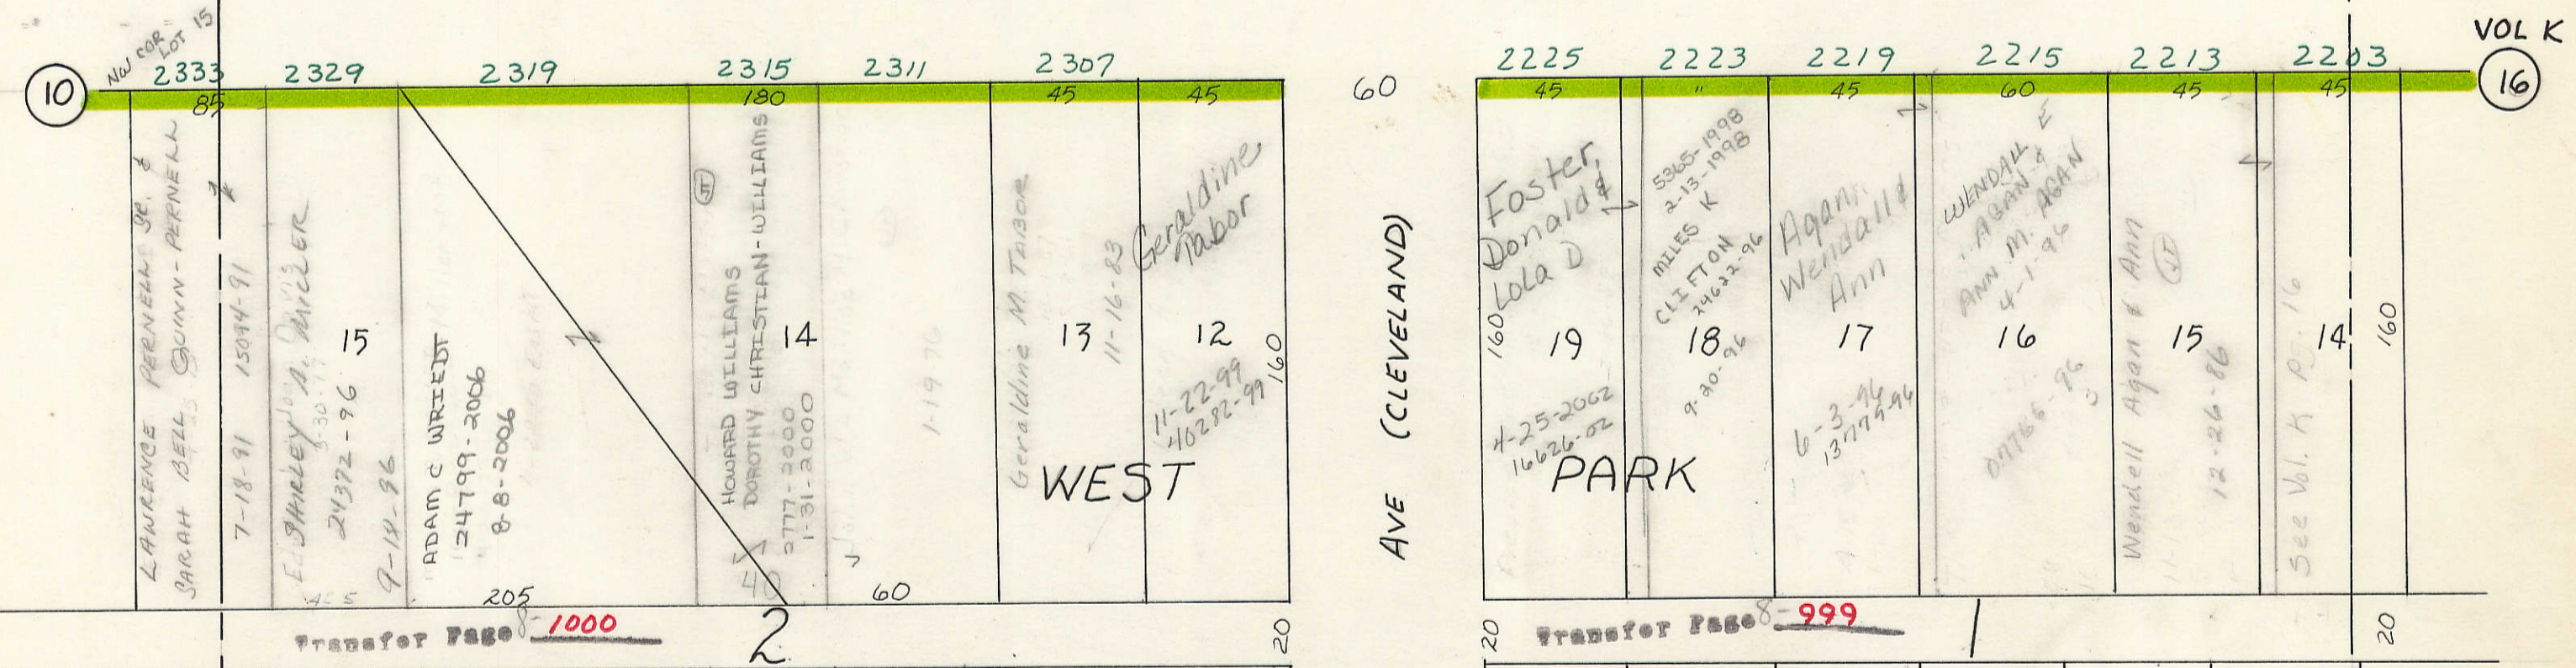 VOL K
NW COR
LOT 15
2333
2329
2319
2315
2311
2307
60
2225
2223
2219
2215
2213
2203
10
85
180
45
45
45
"
45
60
45
45
16
LAWRENCE PERNELL JR. &
SARAH BELL QUINN-PERNELL
7-18-91 15094-91
SHIRLEY A. MILLER
24372-96
9-18-96
15
ADAM C WRIEDT
24799-2006
8-8-2006
205
HOWARD WILLIAMS
DOROTHY CHRISTIAN-WILLIAMS
2777-2000
1-31-2000
14
1-1976
60
Geraldine M. TABOR
11-16-83
13
Geraldine
Tabor
12
160
11-22-99
40282-99
WEST
AVE (CLEVELAND)
Foster,
Donald &
Lola D
160
19
4-25-2002
16626-02
5365-1998
2-13-1998
MILES K
CLIFTON
24622-96
18
9-20-96
Agan,
Wendall &
Ann
17
6-3-96
13779-96
PARK
WENDALL E
AGAN &
ANN M. AGAN
4-1-96
16
07766-96
Wendell Agan & Ann
15
12-26-86
See Vol. K Pg. 16
14
160
Transfer Page 8-1000
2
20
20
Transfer Page 8-999
1
20